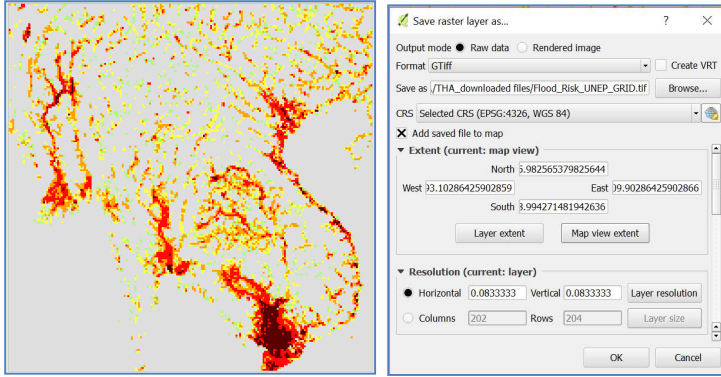 Save raster layer as...
Output mode Raw data Rendered image
Format GTiff Create VRT
Save as ./THA_downloaded files/Flood_Risk_UNEP_GRID.tif Browse...
CRS Selected CRS (EPSG:4326, WGS 84)
Add saved file to map
Extent (current: map view)
North 5.982565379825644
West 93.10286425902859 East 09.90286425902866
South 3.994271481942636
Layer extent Map view extent
Resolution (current: layer)
Horizontal 0.0833333 Vertical 0.0833333 Layer resolution
Columns 202 Rows 204 Layer size
OK Cancel